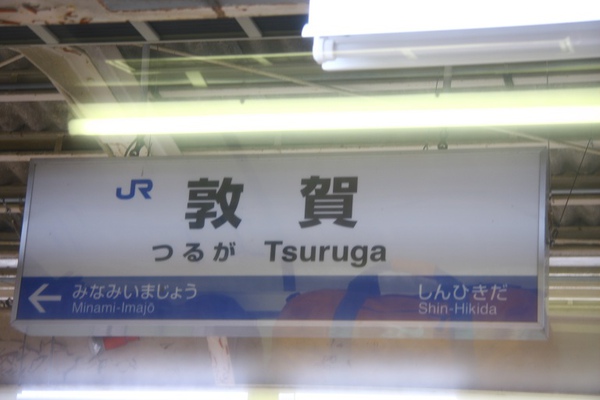 JR 敦賀
つるが Tsuruga
← みなみいまじょう しんひきだ
Minami-Imajō Shin-Hikida